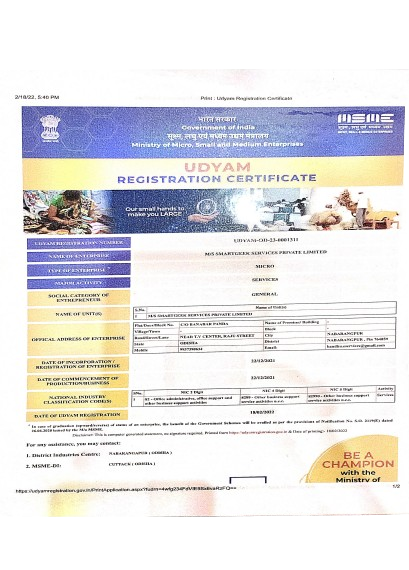 2/18/22, 5:40 PM Print : Udyam Registration Certificate
भारत सरकार
Government of India
सूक्ष्म, लघु एवं मध्यम उद्यम मंत्रालय
Ministry of Micro, Small and Medium Enterprises
MSME
UDYAM
REGISTRATION CERTIFICATE
Our small hands to
make you LARGE
UDYAM REGISTRATION NUMBER UDYAM-OD-23-0001311
NAME OF ENTERPRISE M/S SMARTGEEK SERVICES PRIVATE LIMITED
TYPE OF ENTERPRISE MICRO
MAJOR ACTIVITY SERVICES
SOCIAL CATEGORY OF ENTREPRENEUR GENERAL
NAME OF UNIT(S)
S.No. Name of Unit(s)
1 M/S SMARTGEEK SERVICES PRIVATE LIMITED
OFFICAL ADDRESS OF ENTERPRISE
Flat/Door/Block No. C/O BANABAR PANDA Name of Premises/ Building -
Village/Town Block -
Road/Street/Lane NEAR TV CENTER, RAJU STREET City NABARANGPUR
State ODISHA District NABARANGPUR , Pin 764059
Mobile Email:
DATE OF INCORPORATION / REGISTRATION OF ENTERPRISE 22/12/2021
DATE OF COMMENCEMENT OF PRODUCTION/BUSINESS 22/12/2021
NATIONAL INDUSTRY CLASSIFICATION CODE(S)
SNo. NIC 2 Digit NIC 4 Digit NIC 5 Digit Activity
1 82 - Office administrative, office support and other business support activities 8299 - Other business support service activities n.e.c. 82990 - Other business support service activities n.e.c. Services
DATE OF UDYAM REGISTRATION 18/02/2022
* In case of graduation (upward/reverse) of status of an enterprise, the benefit of the Government Schemes will be availed as per the provisions of Notification No. S.O. 2119(E) dated
26.06.2020 issued by the M/o MSME.
Disclaimer: This is computer generated statement, no signature required. Printed from https://udyamregistration.gov.in & Date of printing:- 18/02/2022
For any assistance, you may contact:
1. District Industries Centre: NABARANGAPUR ( ODISHA )
2. MSME-DI: CUTTACK ( ODISHA )
BE A
CHAMPION
with the
Ministry of
1/2